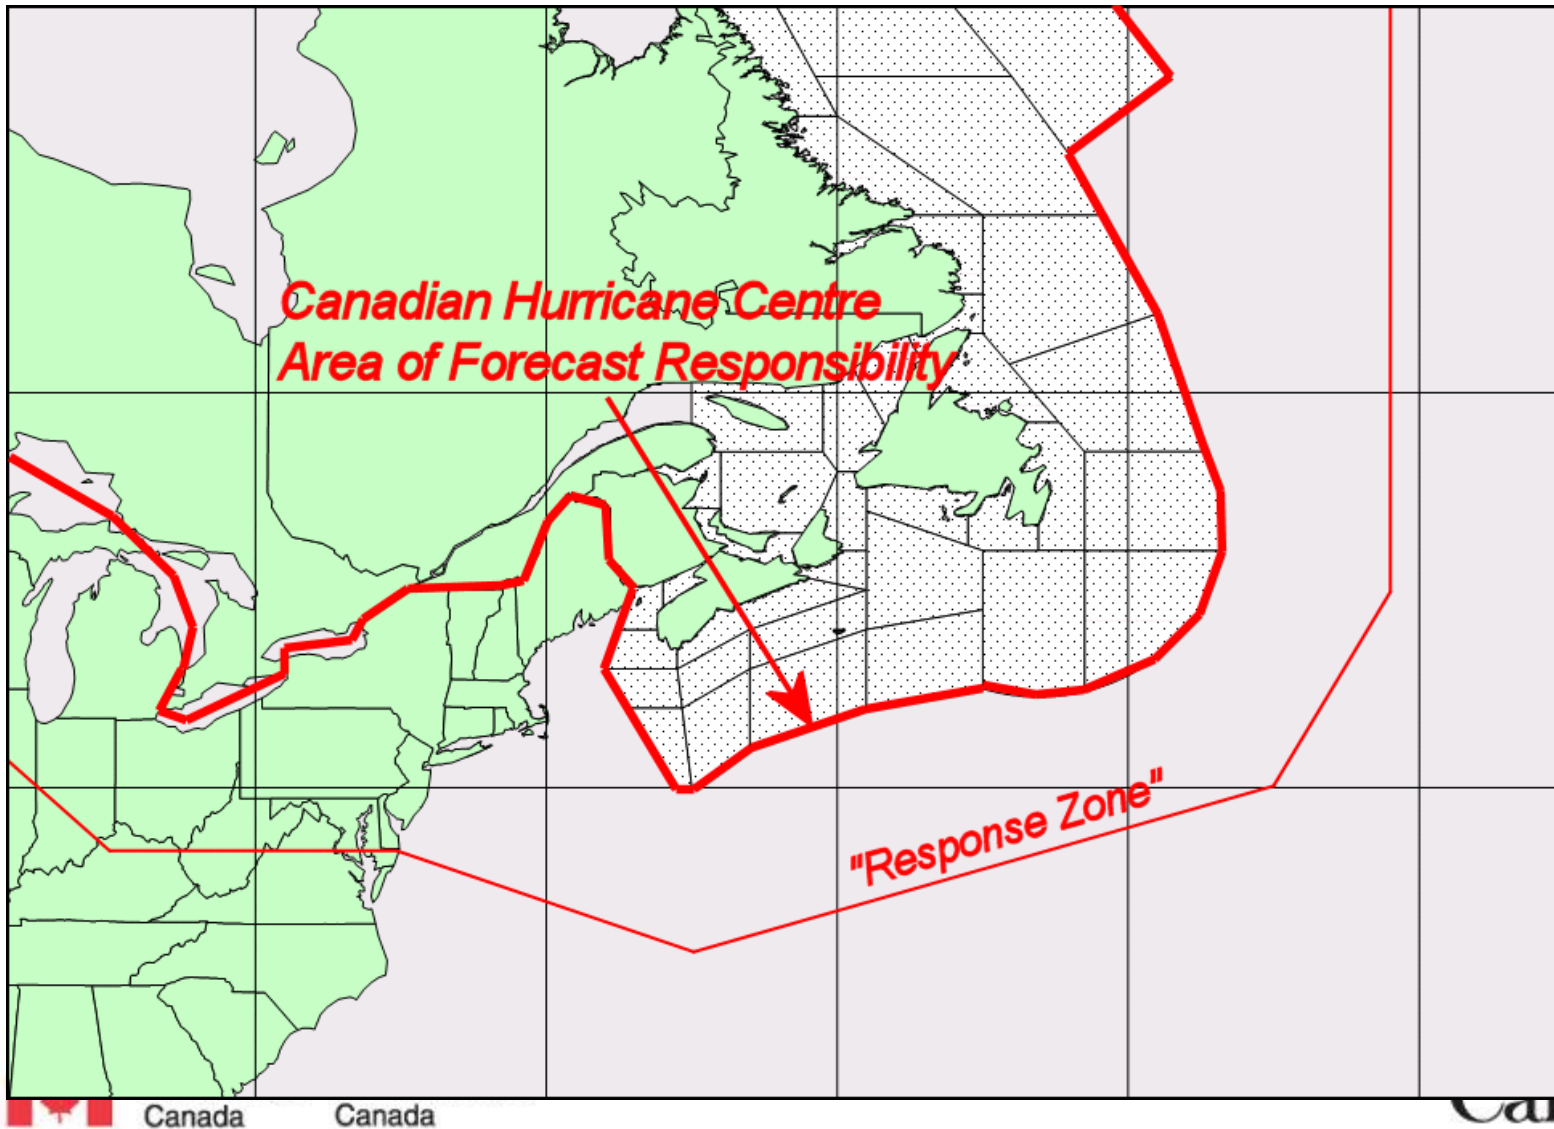 Canadian Hurricane Centre
Area of Forecast Responsibility
"Response Zone"
Canada Canada